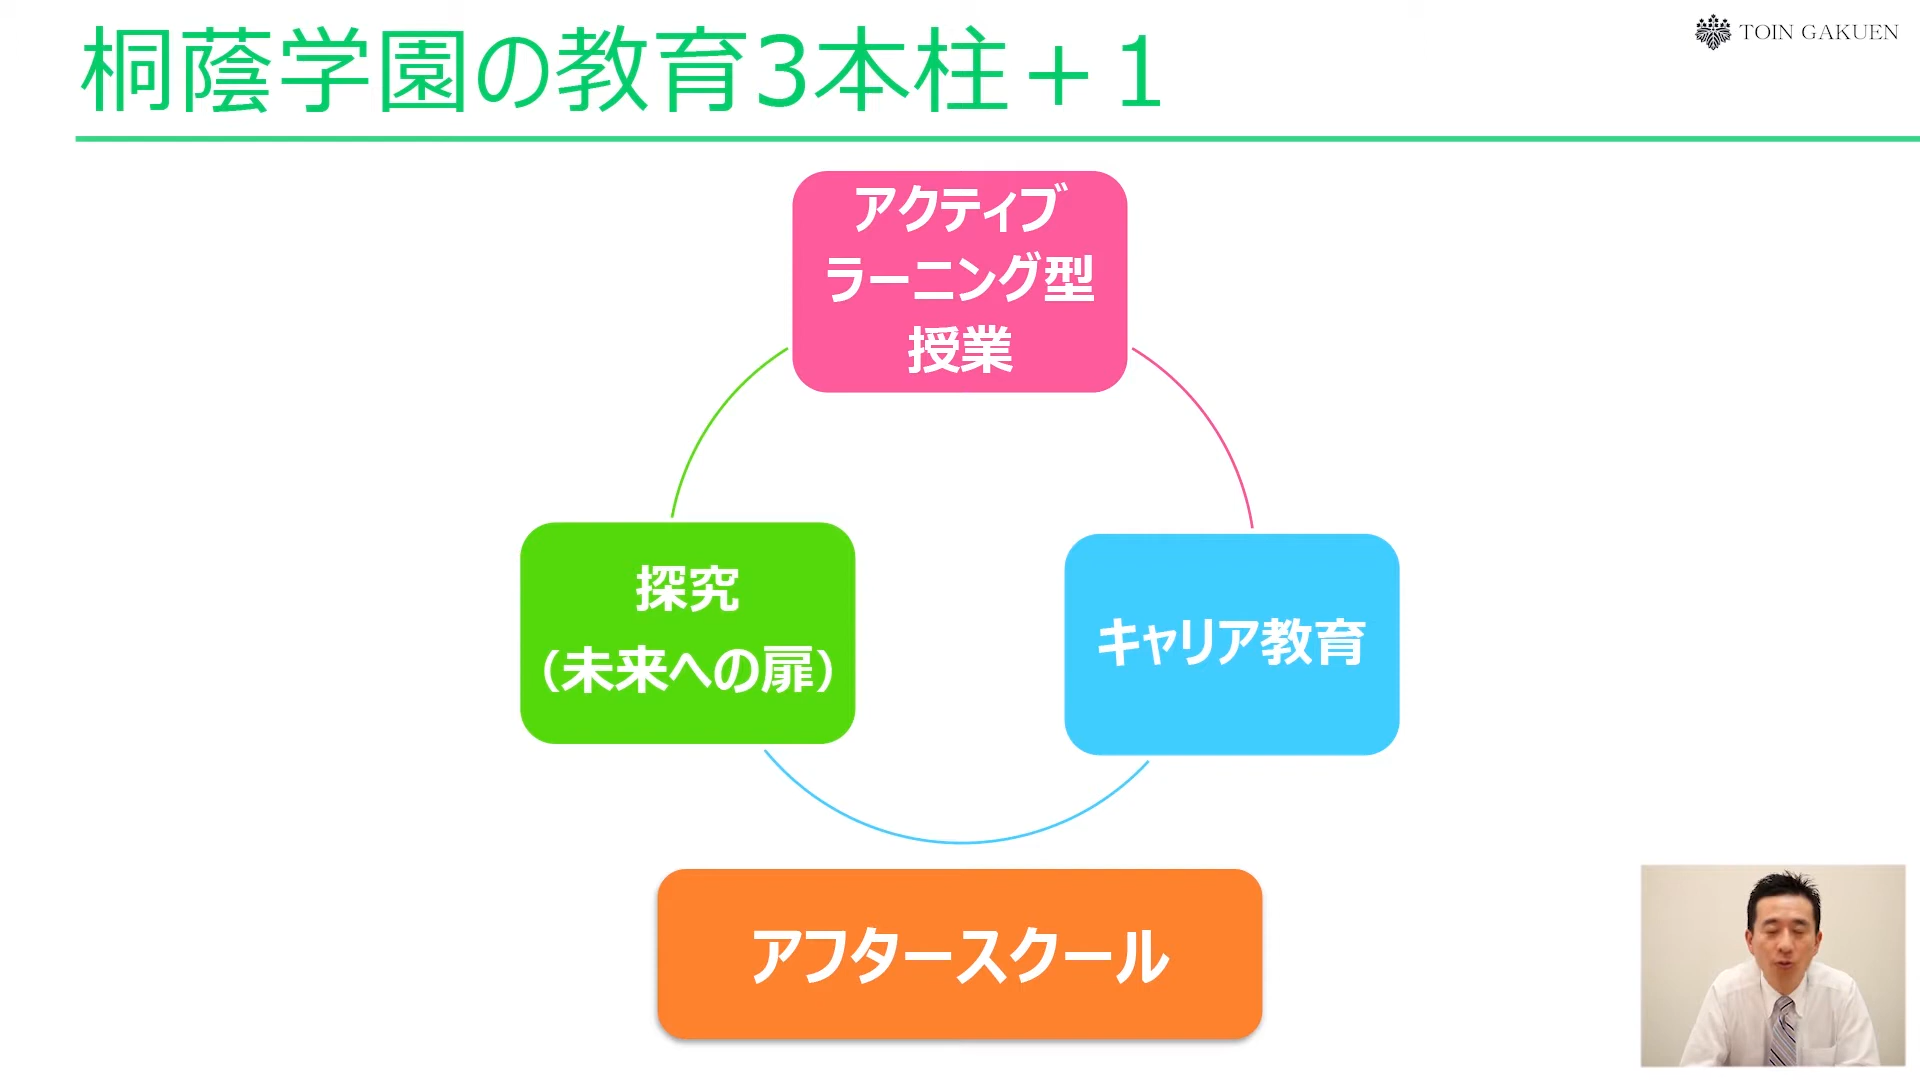 桐蔭学園の教育3本柱＋1
TOIN GAKUEN
アクティブ
ラーニング型
授業
探究
（未来への扉）
キャリア教育
アフタースクール